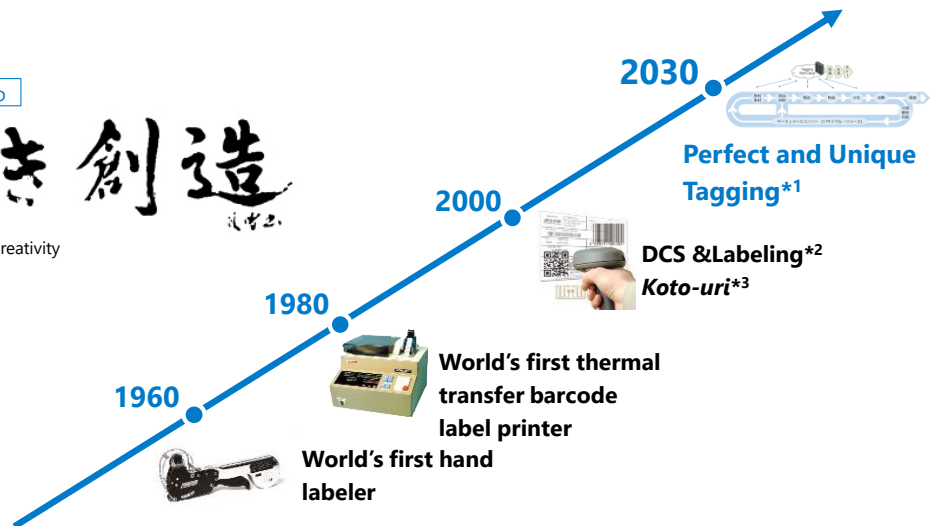 き創造
reativity
2030
Perfect and Unique
Tagging*1
2000
DCS &Labeling*2
Koto-uri*3
1980
World's first thermal
transfer barcode
label printer
1960
World's first hand
labeler